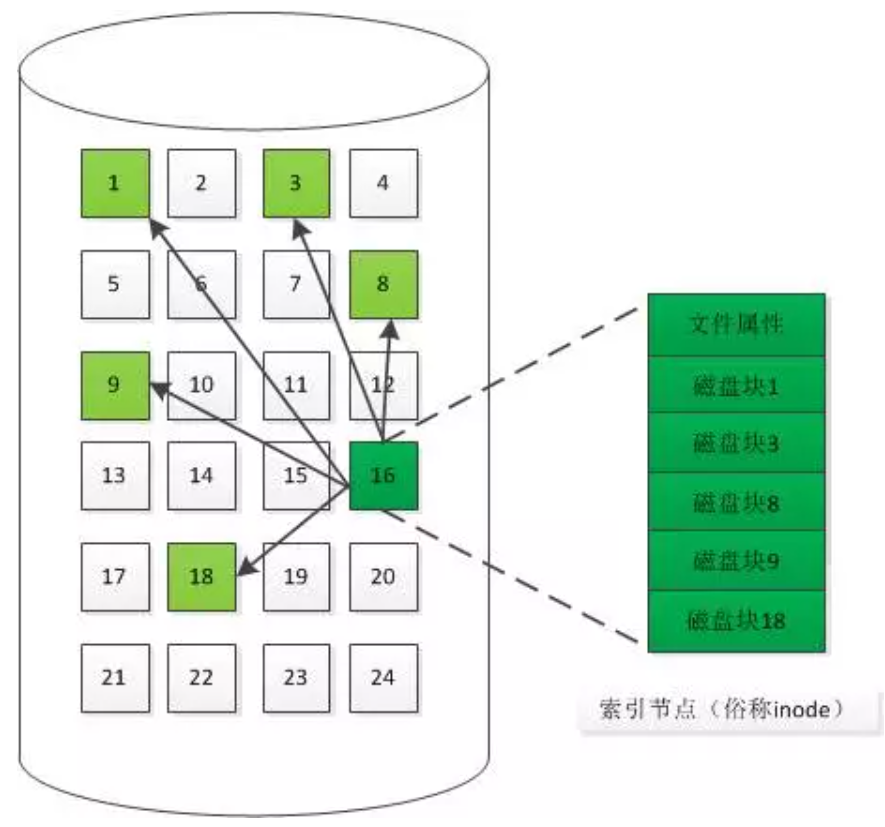 1 2 3 4
5 6 7 8
9 10 11 12
13 14 15 16
17 18 19 20
21 22 23 24
文件属性
磁盘块1
磁盘块3
磁盘块8
磁盘块9
磁盘块18
索引节点（俗称inode）